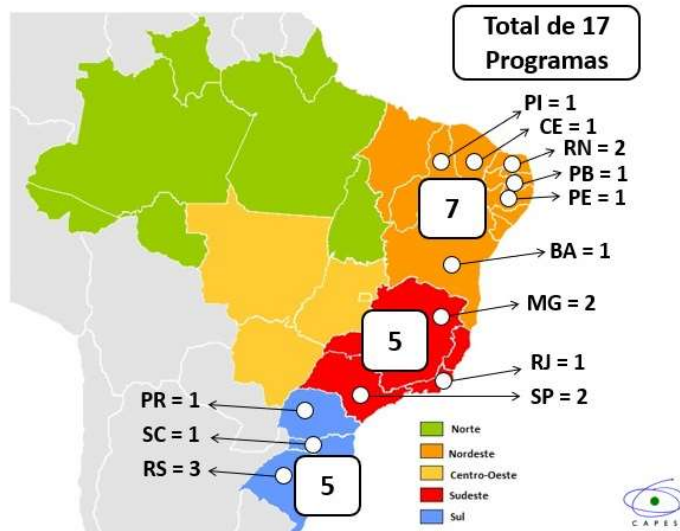 Total de 17
Programas
PI = 1
CE = 1
RN = 2
PB = 1
PE = 1
7
BA = 1
MG = 2
5
RJ = 1
SP = 2
PR = 1
SC = 1
RS = 3
5
Norte
Nordeste
Centro-Oeste
Sudeste
Sul
CAPES